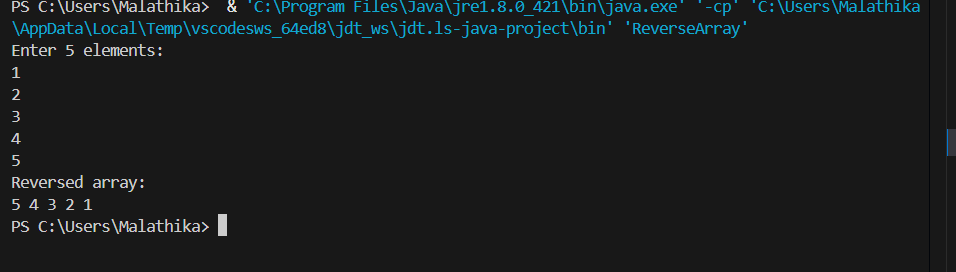 PS C:\Users\Malathika>  & 'C:\Program Files\Java\jre1.8.0_421\bin\java.exe' '-cp' 'C:\Users\Malathika
\AppData\Local\Temp\vscodesws_64ed8\jdt_ws\jdt.ls-java-project\bin' 'ReverseArray'
Enter 5 elements:
1
2
3
4
5
Reversed array:
5 4 3 2 1
PS C:\Users\Malathika>